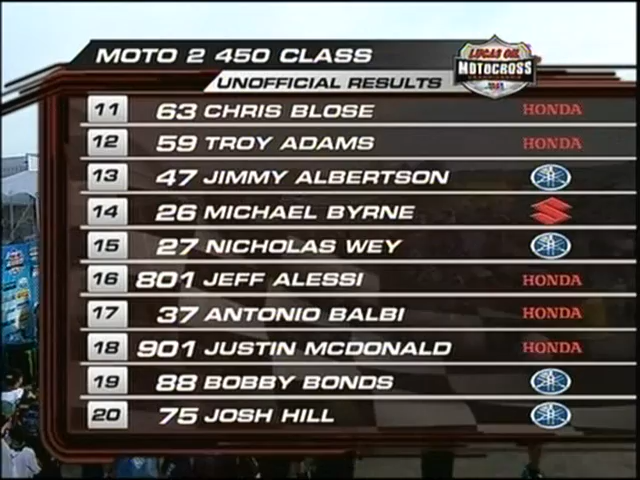 MOTO 2 450 CLASS
LUCAS OIL
MOTOCROSS
UNOFFICIAL RESULTS
11 63 CHRIS BLOSE HONDA
12 59 TROY ADAMS HONDA
13 47 JIMMY ALBERTSON
14 26 MICHAEL BYRNE
15 27 NICHOLAS WEY
16 801 JEFF ALESSI HONDA
17 37 ANTONIO BALBI HONDA
18 901 JUSTIN MCDONALD HONDA
19 88 BOBBY BONDS
20 75 JOSH HILL